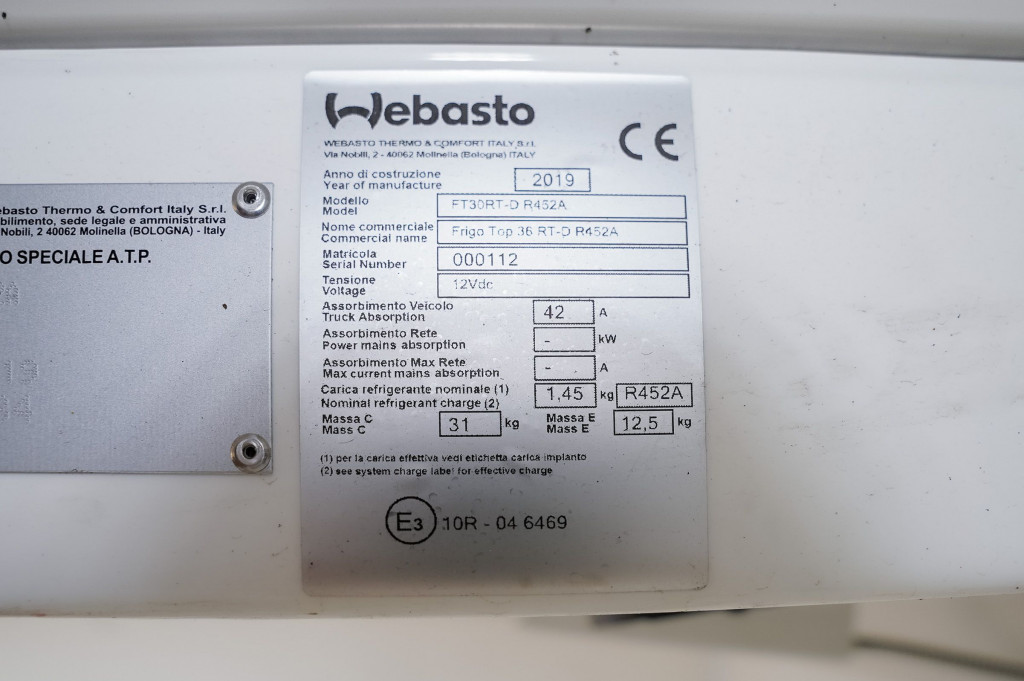 Webasto
WEBASTO THERMO & COMFORT ITALY S.r.l.
Via Nobili, 2 - 40062 Molinella (Bologna) ITALY
CE
Anno di costruzione
Year of manufacture
2019
Modello
Model
FT30RT-D R452A
Nome commerciale
Commercial name
Frigo Top 36 RT-D R452A
Matricola
Serial Number
000112
Tensione
Voltage
12Vdc
Assorbimento Veicolo
Truck Absorption
42 A
Assorbimento Rete
Power mains absorption
- kW
Assorbimento Max Rete
Max current mains absorption
- A
Carica refrigerante nominale (1)
Nominal refrigerant charge (2)
1,45 kg R452A
Massa C
Mass C
31 kg
Massa E
Mass E
12,5 kg
(1) per la carica effettiva vedi etichetta carica impianto
(2) see system charge label for effective charge
E3 10R - 04 6469
ebasto Thermo & Comfort Italy S.r.l.
bilimento, sede legale e amministrativa
Nobili, 2 40062 Molinella (BOLOGNA) - Italy
O SPECIALE A.T.P.